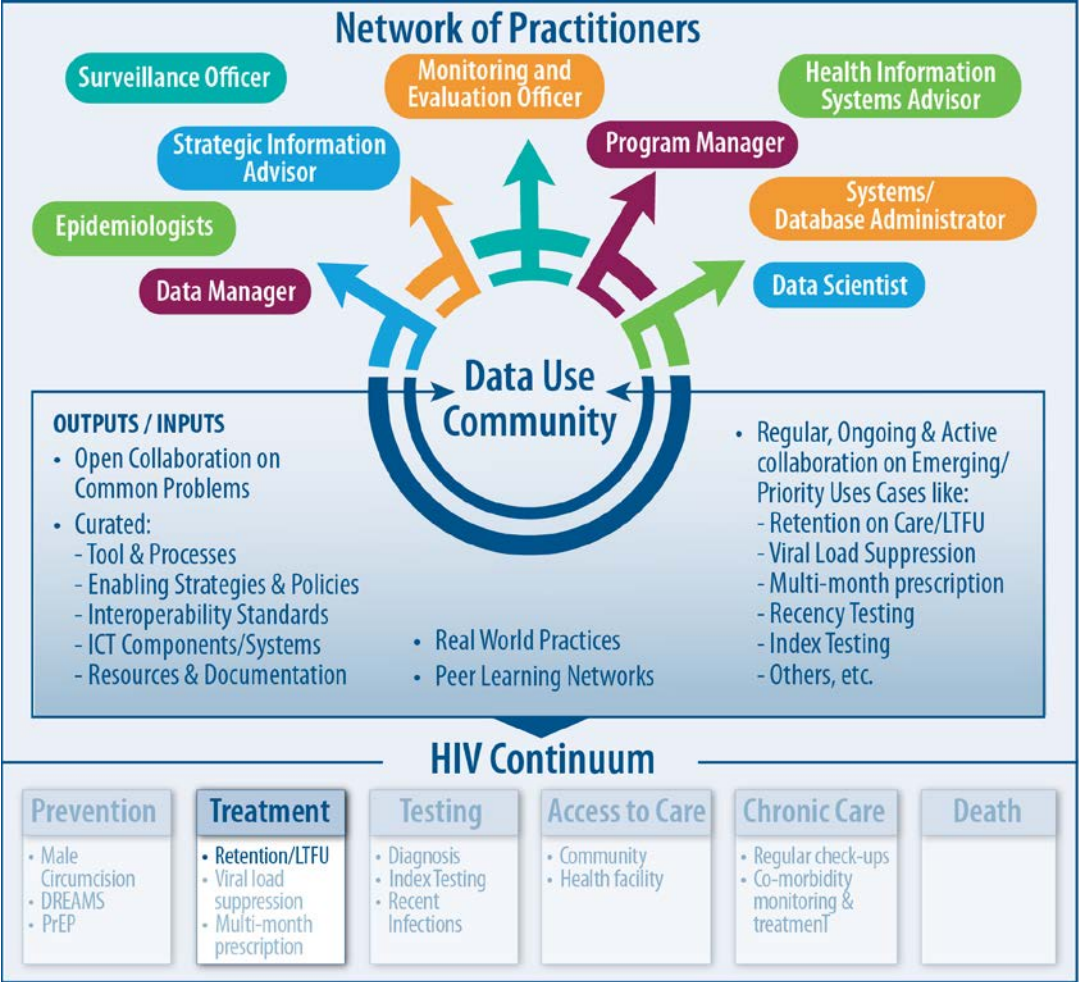 Network of Practitioners
Surveillance Officer
Monitoring and
Evaluation Officer
Health Information
Systems Advisor
Strategic Information
Advisor
Program Manager
Epidemiologists
Systems/
Database Administrator
Data Manager
Data Scientist
Data Use
Community
OUTPUTS / INPUTS
• Open Collaboration on
Common Problems
• Curated:
- Tool & Processes
- Enabling Strategies & Policies
- Interoperability Standards
- ICT Components/Systems
- Resources & Documentation
• Real World Practices
• Peer Learning Networks
• Regular, Ongoing & Active
collaboration on Emerging/
Priority Uses Cases like:
- Retention on Care/LTFU
- Viral Load Suppression
- Multi-month prescription
- Recency Testing
- Index Testing
- Others, etc.
HIV Continuum
Prevention
• Male
Circumcision
• DREAMS
• PrEP
Treatment
• Retention/LTFU
• Viral load
suppression
• Multi-month
prescription
Testing
• Diagnosis
• Index Testing
• Recent
Infections
Access to Care
• Community
• Health facility
Chronic Care
• Regular check-ups
• Co-morbidity
monitoring &
treatmenT
Death